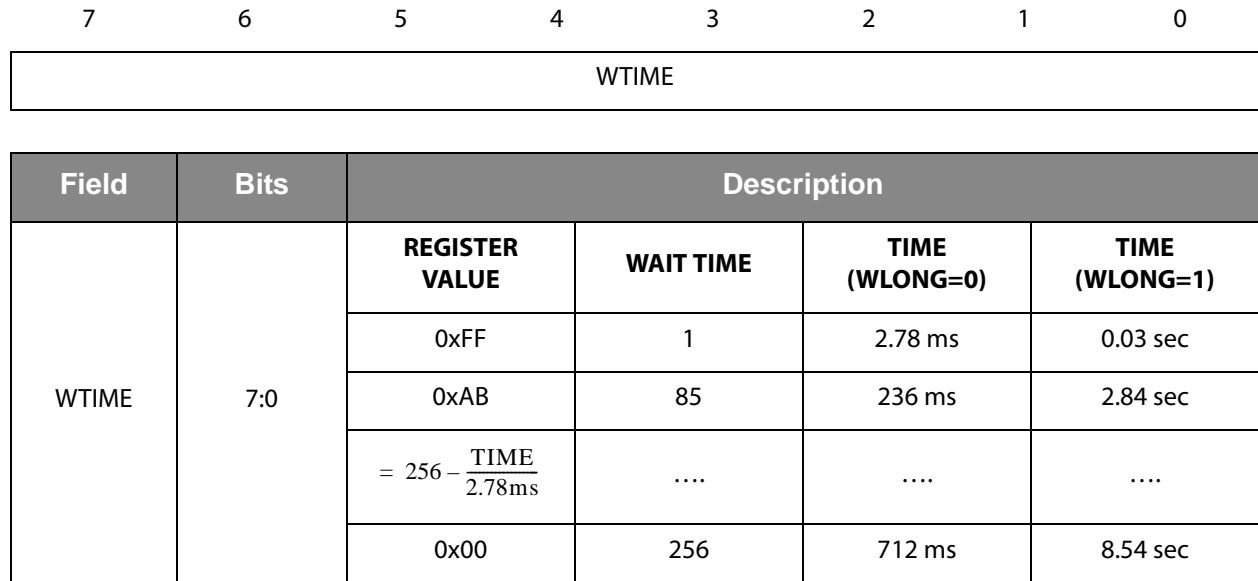 7 6 5 4 3 2 1 0
WTIME
Field Bits Description
REGISTER VALUE WAIT TIME TIME (WLONG=0) TIME (WLONG=1)
0xFF 1 2.78 ms 0.03 sec
WTIME 7:0 0xAB 85 236 ms 2.84 sec
= 256 – TIME/2.78ms …. …. ….
0x00 256 712 ms 8.54 sec